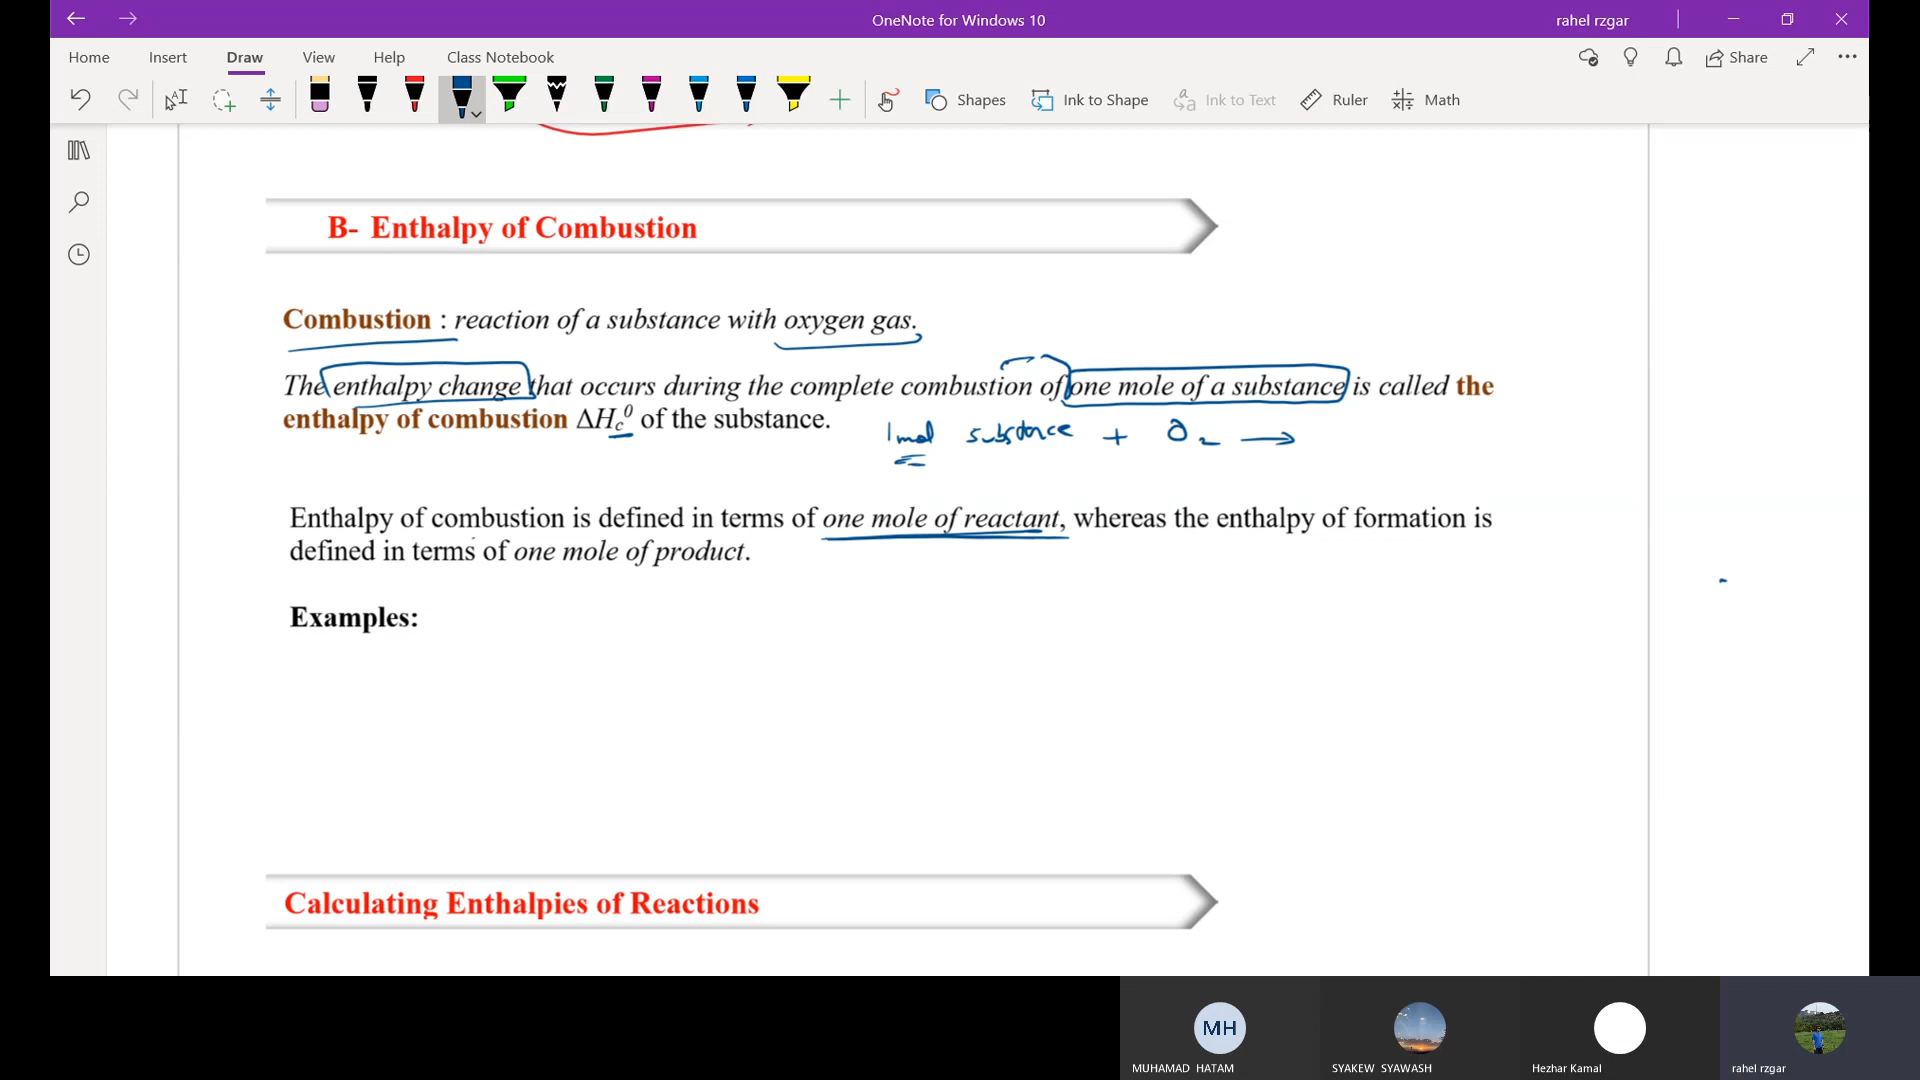 OneNote for Windows 10
rahel rzgar
Home Insert Draw View Help Class Notebook
Share
Shapes Ink to Shape Ink to Text Ruler Math
B- Enthalpy of Combustion
Combustion : reaction of a substance with oxygen gas.
The enthalpy change that occurs during the complete combustion of one mole of a substance is called the
enthalpy of combustion ΔHc⁰ of the substance.
1mol substance + O₂ →
Enthalpy of combustion is defined in terms of one mole of reactant, whereas the enthalpy of formation is
defined in terms of one mole of product.
Examples:
Calculating Enthalpies of Reactions
MH
MUHAMAD HATAM SYAKEW SYAWASH Hezhar Kamal rahel rzgar